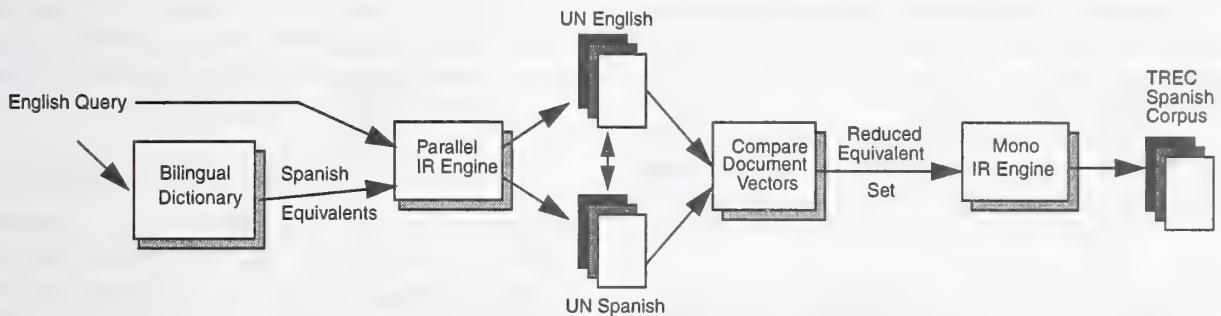 English Query
Bilingual
Dictionary
Spanish
Equivalents
Parallel
IR Engine
UN English
UN Spanish
Compare
Document
Vectors
Reduced
Equivalent
Set
Mono
IR Engine
TREC
Spanish
Corpus